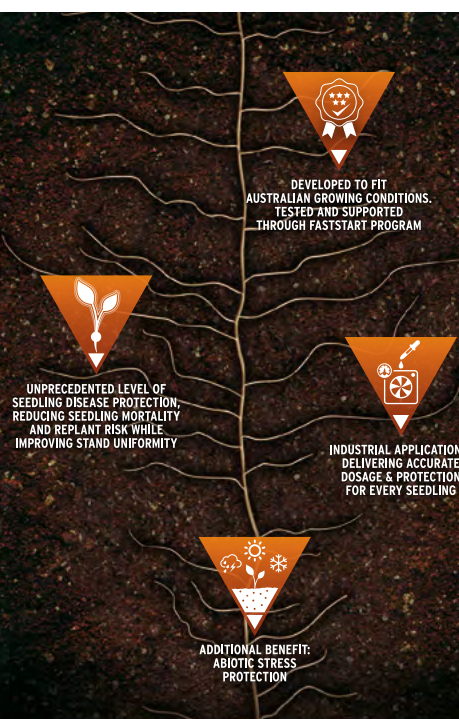 DEVELOPED TO FIT
AUSTRALIAN GROWING CONDITIONS.
TESTED AND SUPPORTED
THROUGH FASTSTART PROGRAM
UNPRECEDENTED LEVEL OF
SEEDLING DISEASE PROTECTION,
REDUCING SEEDLING MORTALITY
AND REPLANT RISK WHILE
IMPROVING STAND UNIFORMITY
INDUSTRIAL APPLICATION
DELIVERING ACCURATE
DOSAGE & PROTECTION
FOR EVERY SEEDLING
ADDITIONAL BENEFIT:
ABIOTIC STRESS
PROTECTION